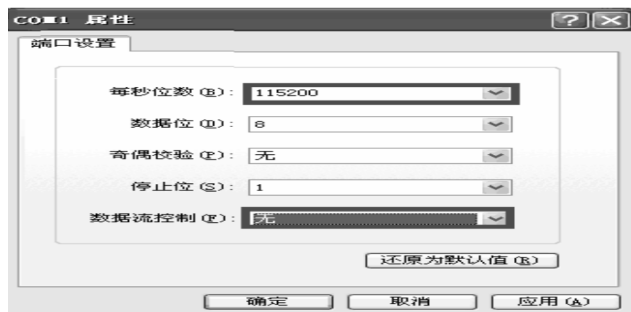 COM1 属性
端口设置
每秒位数(B): 115200
数据位(D): 8
奇偶校验(P): 无
停止位(S): 1
数据流控制(F): 无
还原为默认值(R)
确定 取消 应用(A)